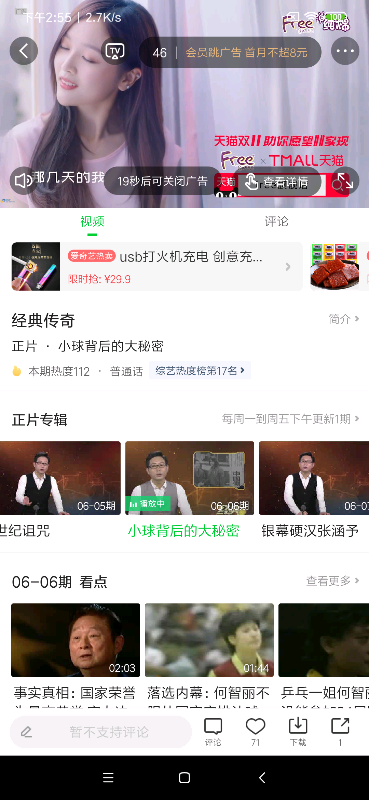 下午2:55 | 2.7K/s
Free
46 | 会员跳广告 首月不超8元
天猫双11 助你愿望11实现
Free × TMALL天猫
那几天的我
19秒后可关闭广告
天猫
查看详情
视频
评论
爱奇艺热卖 usb打火机充电 创意充...
限时抢: ¥29.9
经典传奇
简介
正片 · 小球背后的大秘密
本期热度112 · 普通话
综艺热度榜第17名
正片专辑
每周一到周五下午更新1期
06-05期
播放中
06-06期
06-07
世纪诅咒
小球背后的大秘密
银幕硬汉张涵予
06-06期 看点
查看更多
02:03
01:44
事实真相: 国家荣誉
落选内幕: 何智丽不
乒乓一姐何智丽
暂不支持评论
评论
71
下载
1